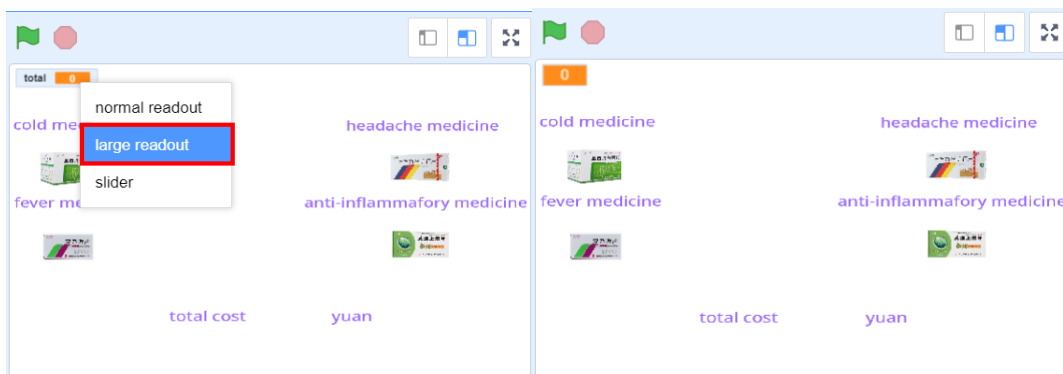 total 0
normal readout
large readout
slider
cold me
headache medicine
fever me
anti-inflammafory medicine
total cost yuan
0
cold medicine
headache medicine
fever medicine
anti-inflammafory medicine
total cost yuan